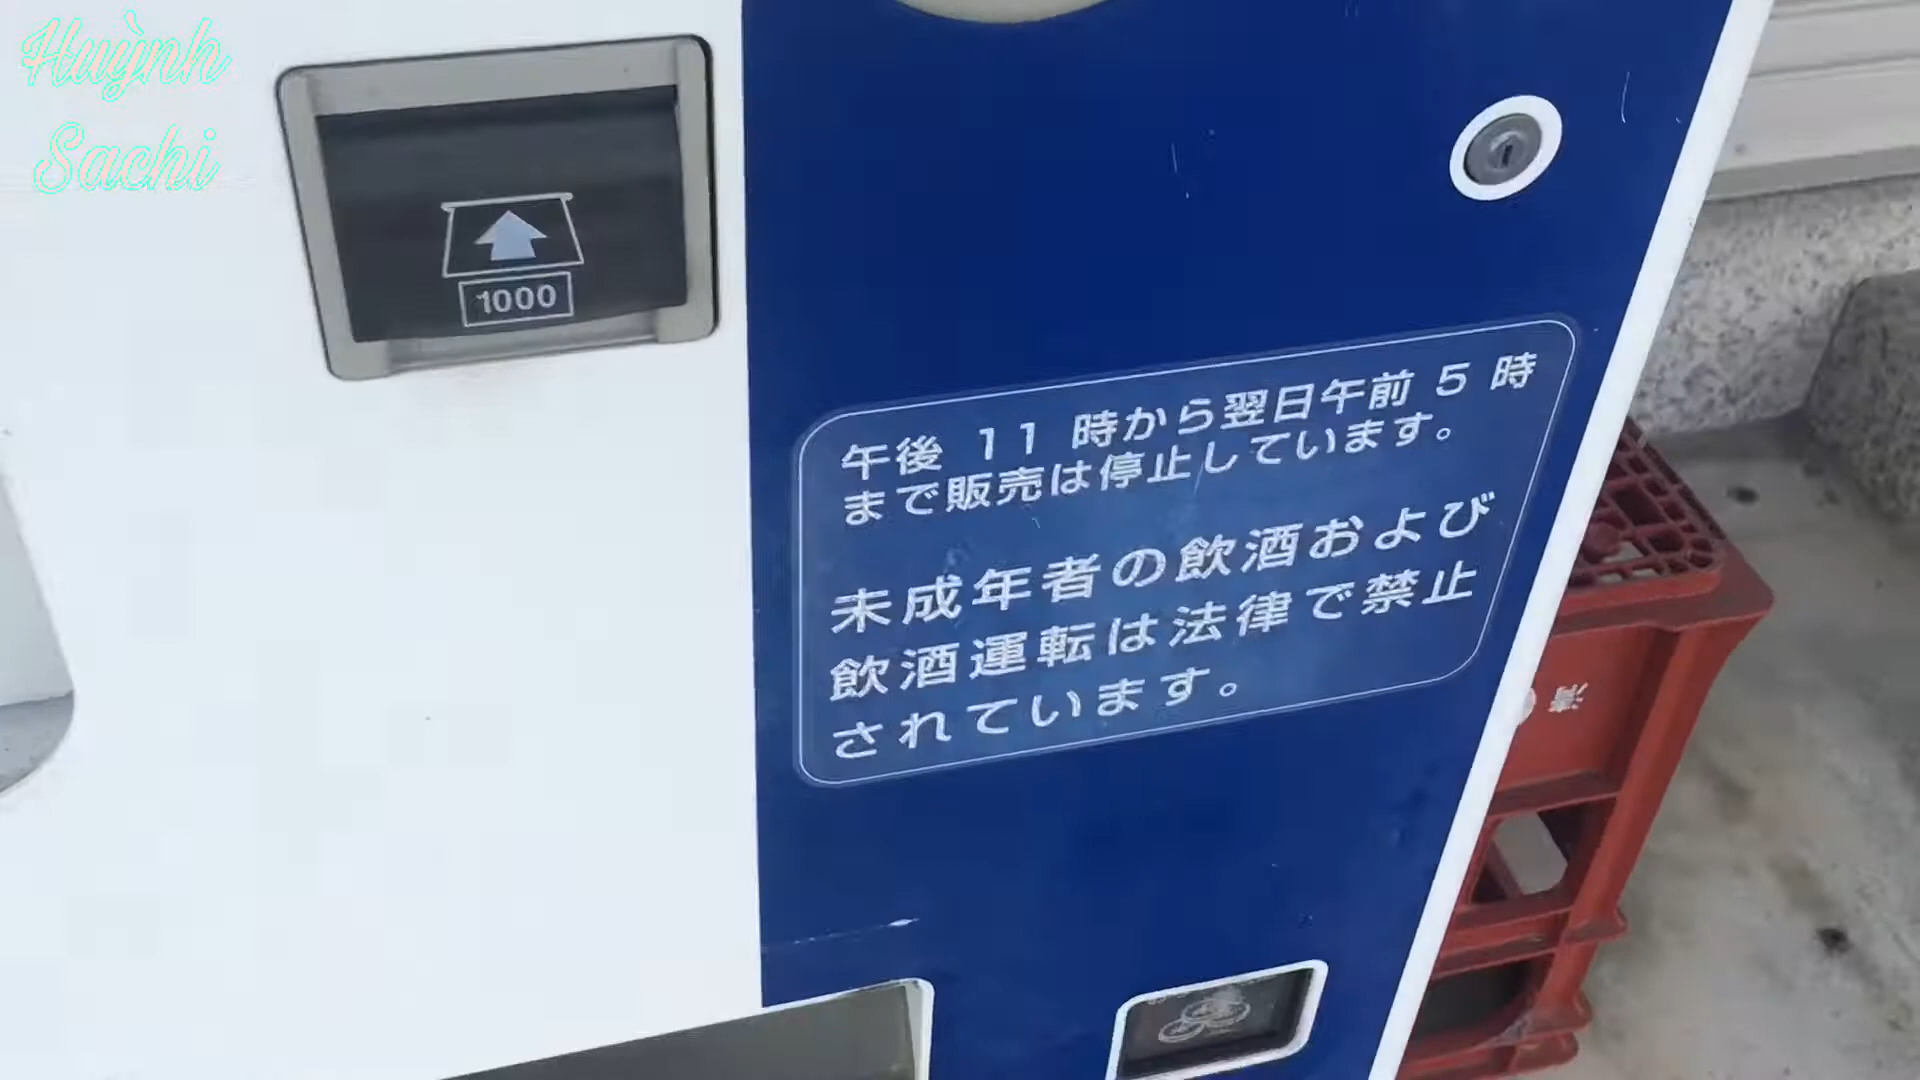 Huỳnh
Sachi
1000
午後 11 時から翌日午前 5 時
まで販売は停止しています。
未成年者の飲酒および
飲酒運転は法律で禁止
されています。
清